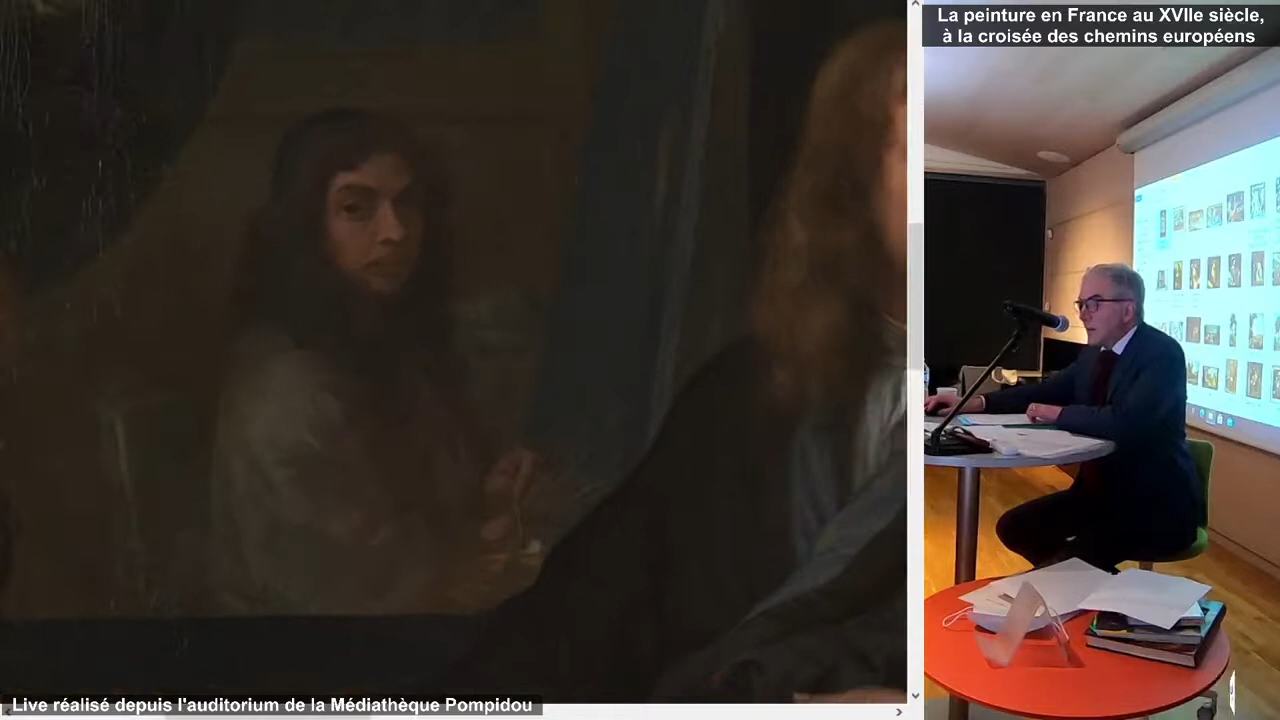 La peinture en France au XVIIe siècle,
à la croisée des chemins européens
Live réalisé depuis l'auditorium de la Médiathèque Pompidou